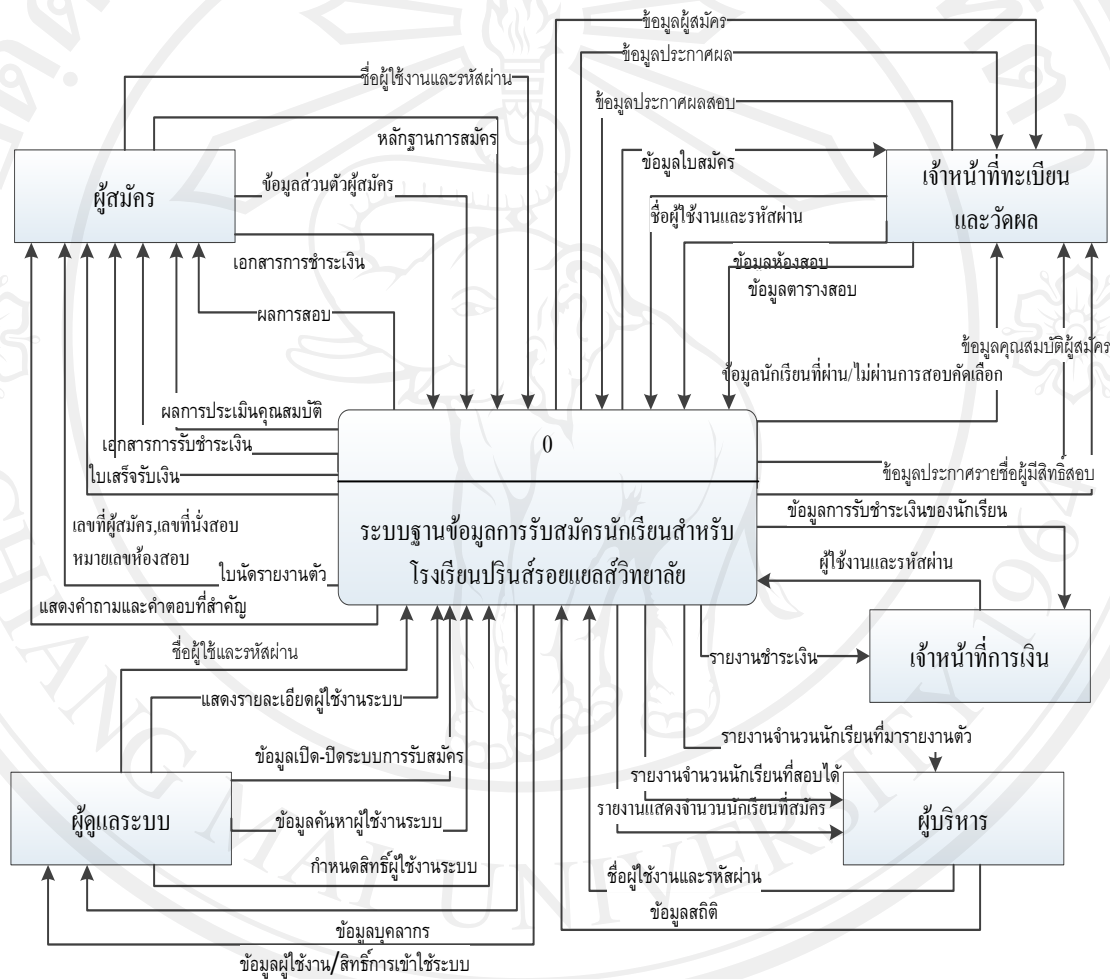 ข้อมูลผู้สมัคร
ข้อมูลประกาศผล
ชื่อผู้ใช้งานและรหัสผ่าน
ข้อมูลประกาศผลสอบ
หลักฐานการสมัคร
ข้อมูลใบสมัคร
ผู้สมัคร
ข้อมูลส่วนตัวผู้สมัคร
เจ้าหน้าที่ทะเบียน
และวัดผล
ชื่อผู้ใช้งานและรหัสผ่าน
เอกสารการชำระเงิน
ข้อมูลห้องสอบ
ข้อมูลตารางสอบ
ผลการสอบ
ข้อมูลคุณสมบัติผู้สมัคร
ข้อมูลนักเรียนที่ผ่าน/ไม่ผ่านการสอบคัดเลือก
ผลการประเมินคุณสมบัติ
เอกสารการรับชำระเงิน
0
ใบเสร็จรับเงิน
ข้อมูลประกาศรายชื่อผู้มีสิทธิ์สอบ
เลขที่ผู้สมัคร,เลขที่นั่งสอบ
หมายเลขห้องสอบ
ข้อมูลการรับชำระเงินของนักเรียน
ระบบฐานข้อมูลการรับสมัครนักเรียนสำหรับ
โรงเรียนปรินส์รอยแยลส์วิทยาลัย
ใบนัดรายงานตัว
ผู้ใช้งานและรหัสผ่าน
แสดงคำถามและคำตอบที่สำคัญ
ชื่อผู้ใช้และรหัสผ่าน
รายงานชำระเงิน
เจ้าหน้าที่การเงิน
แสดงรายละเอียดผู้ใช้งานระบบ
รายงานจำนวนนักเรียนที่มารายงานตัว
ข้อมูลเปิด-ปิดระบบการรับสมัคร
รายงานจำนวนนักเรียนที่สอบได้
รายงานแสดงจำนวนนักเรียนที่สมัคร
ผู้ดูแลระบบ
ข้อมูลค้นหาผู้ใช้งานระบบ
ผู้บริหาร
กำหนดสิทธิ์ผู้ใช้งานระบบ
ชื่อผู้ใช้งานและรหัสผ่าน
ข้อมูลสถิติ
ข้อมูลบุคลากร
ข้อมูลผู้ใช้งาน/สิทธิ์การเข้าใช้ระบบ
CHIANG MAI UNIVERSITY 1964